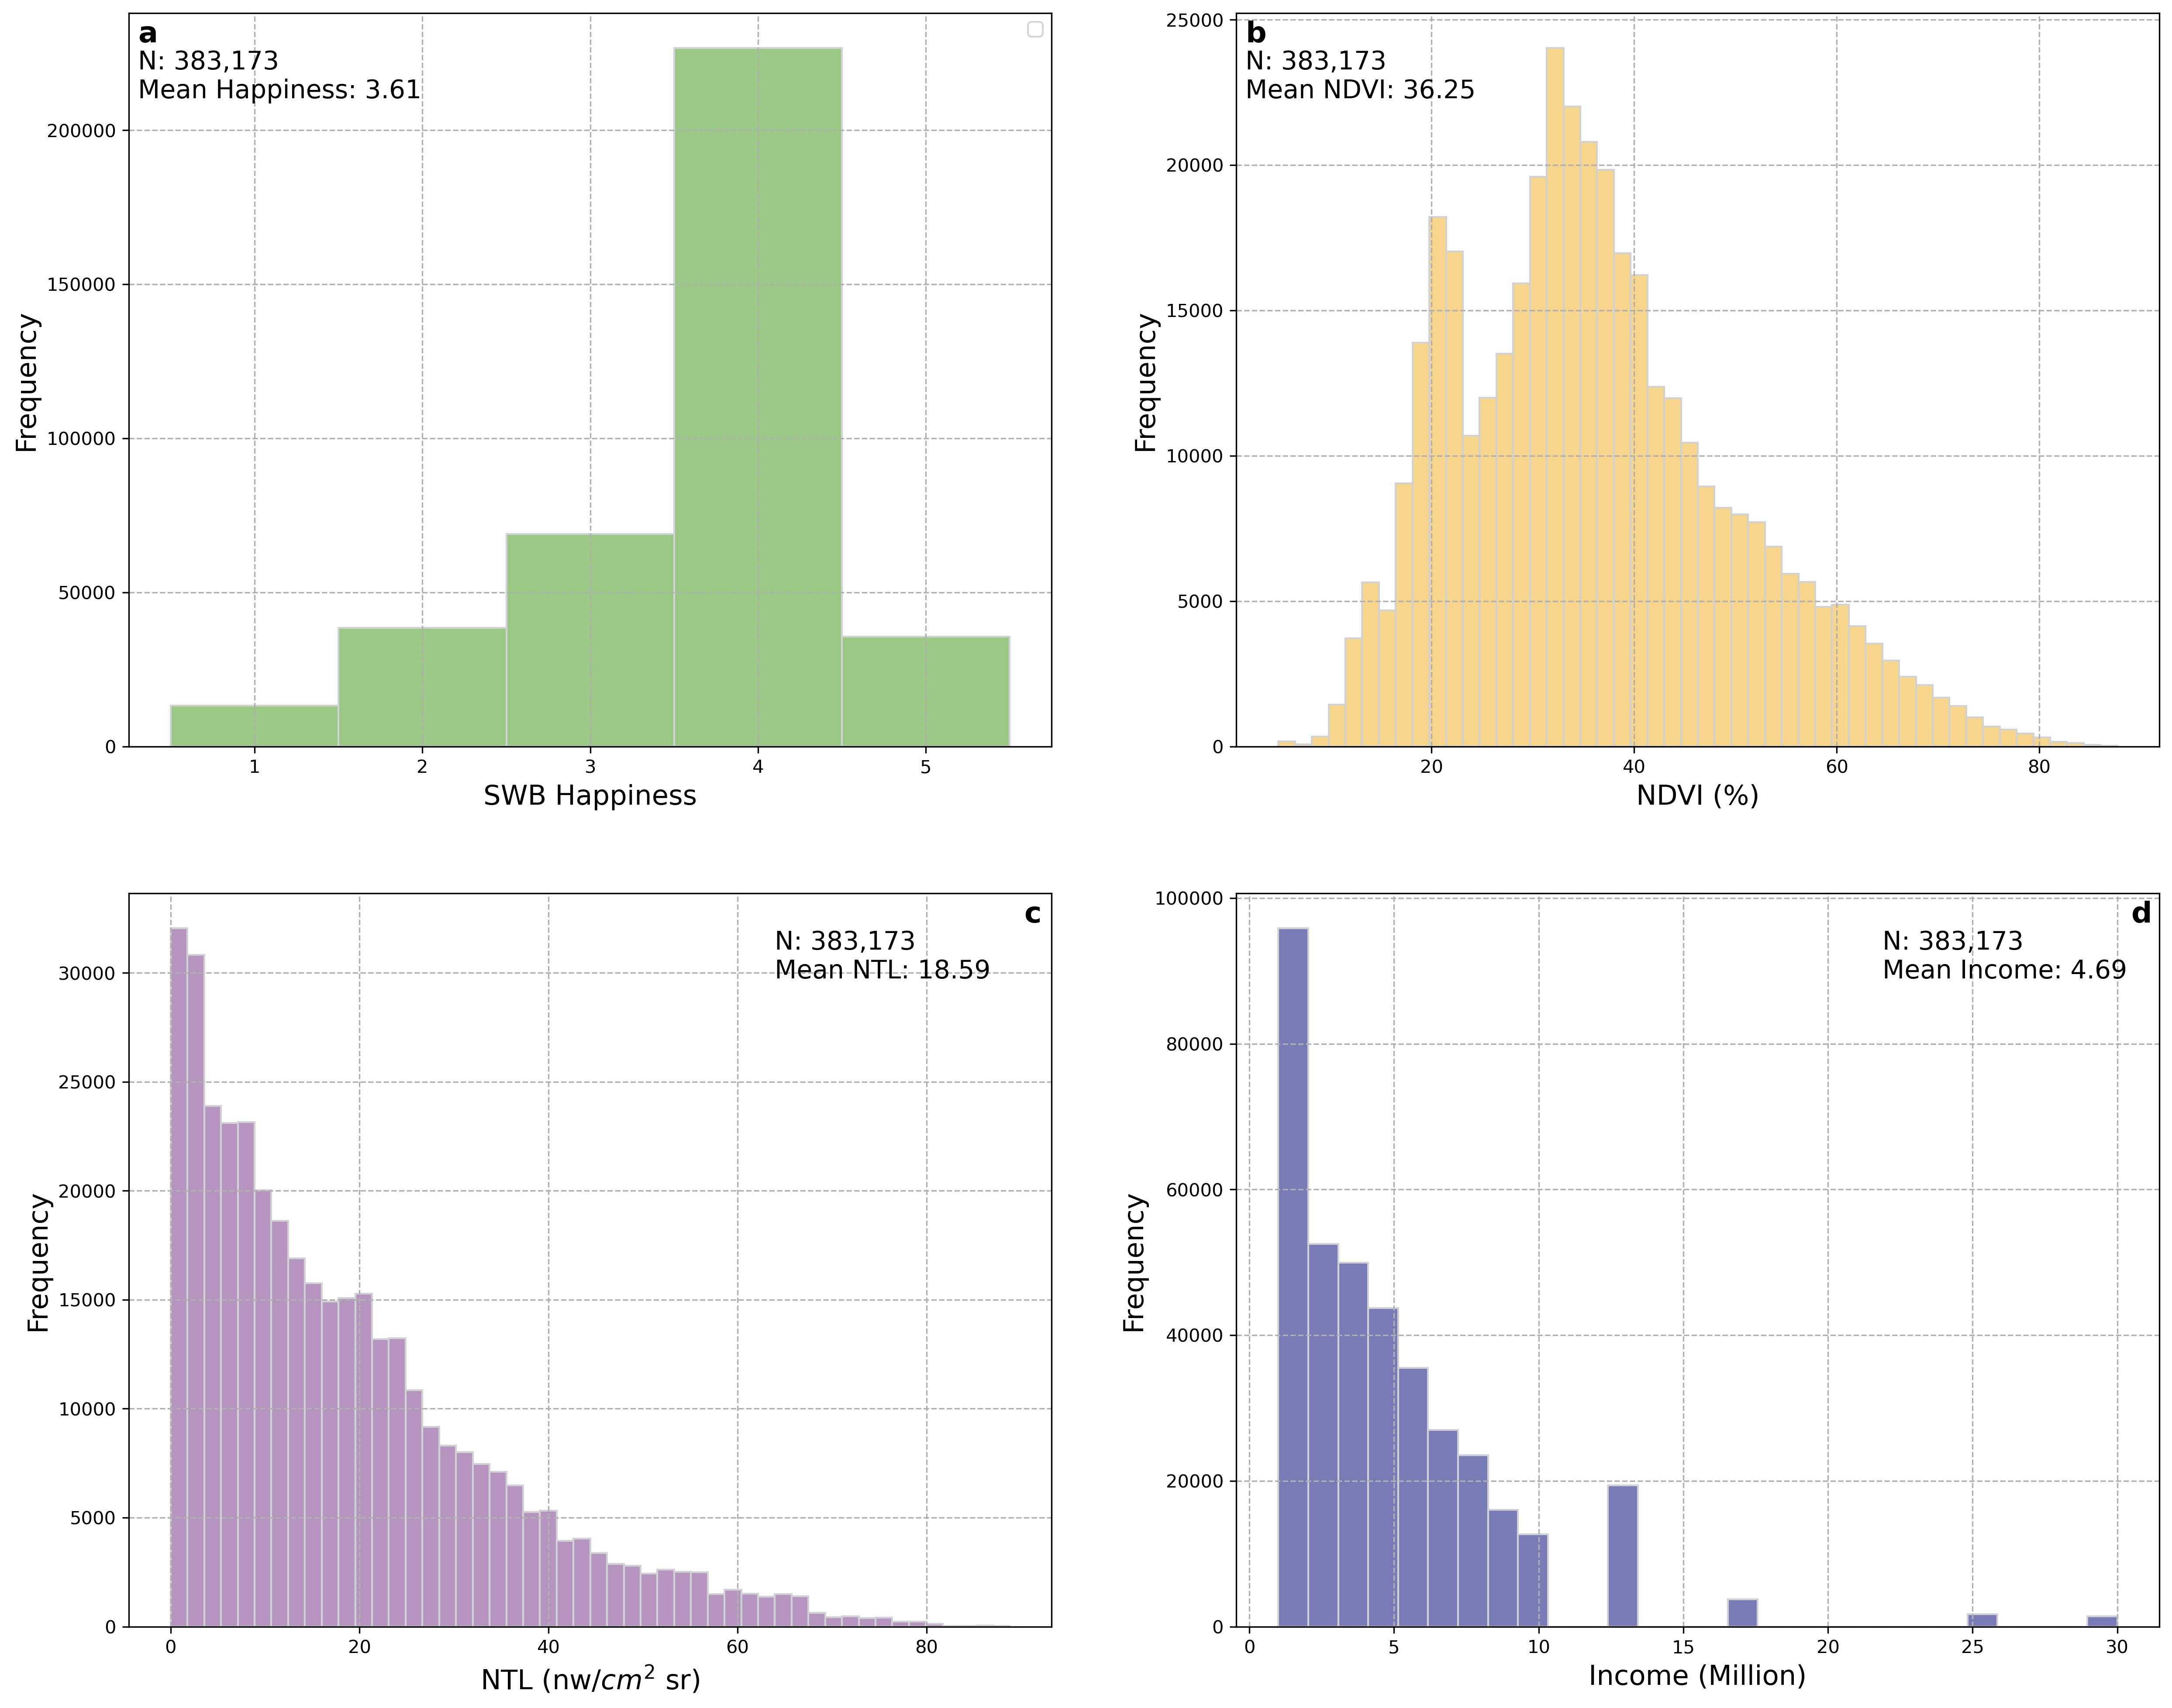 a
N: 383,173
Mean Happiness: 3.61
200000
150000
100000
50000
0
Frequency
1 2 3 4 5
SWB Happiness
b
N: 383,173
Mean NDVI: 36.25
25000
20000
15000
10000
5000
0
Frequency
20 40 60 80
NDVI (%)
c
N: 383,173
Mean NTL: 18.59
30000
25000
20000
15000
10000
5000
0
Frequency
0 20 40 60 80
NTL (nw/cm² sr)
d
N: 383,173
Mean Income: 4.69
100000
80000
60000
40000
20000
0
Frequency
0 5 10 15 20 25 30
Income (Million)